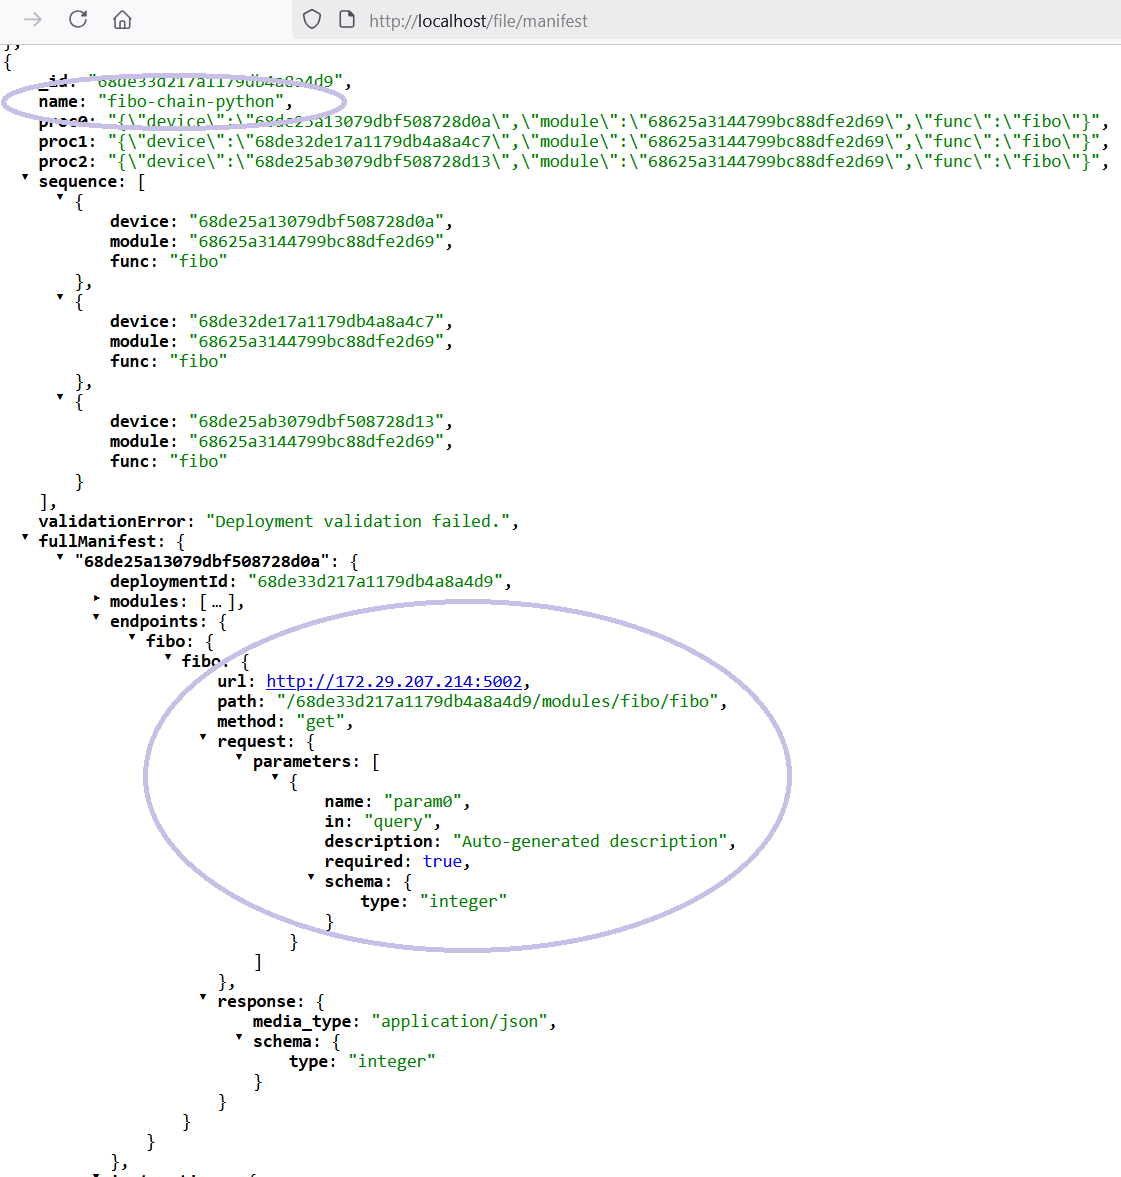 http://localhost/file/manifest
},
{
_id: "68de33d217a1179db4a8a4d9",
name: "fibo-chain-python",
proc0: "{\"device\":\"68de25a13079dbf508728d0a\",\"module\":\"68625a3144799bc88dfe2d69\",\"func\":\"fibo\"}",
proc1: "{\"device\":\"68de32de17a1179db4a8a4c7\",\"module\":\"68625a3144799bc88dfe2d69\",\"func\":\"fibo\"}",
proc2: "{\"device\":\"68de25ab3079dbf508728d13\",\"module\":\"68625a3144799bc88dfe2d69\",\"func\":\"fibo\"}",
sequence: [
{
device: "68de25a13079dbf508728d0a",
module: "68625a3144799bc88dfe2d69",
func: "fibo"
},
{
device: "68de32de17a1179db4a8a4c7",
module: "68625a3144799bc88dfe2d69",
func: "fibo"
},
{
device: "68de25ab3079dbf508728d13",
module: "68625a3144799bc88dfe2d69",
func: "fibo"
}
],
validationError: "Deployment validation failed.",
fullManifest: {
"68de25a13079dbf508728d0a": {
deploymentId: "68de33d217a1179db4a8a4d9",
modules: […],
endpoints: {
fibo: {
fibo: {
url: http://172.29.207.214:5002,
path: "/68de33d217a1179db4a8a4d9/modules/fibo/fibo",
method: "get",
request: {
parameters: [
{
name: "param0",
in: "query",
description: "Auto-generated description",
required: true,
schema: {
type: "integer"
}
}
]
},
response: {
media_type: "application/json",
schema: {
type: "integer"
}
}
}
}
},